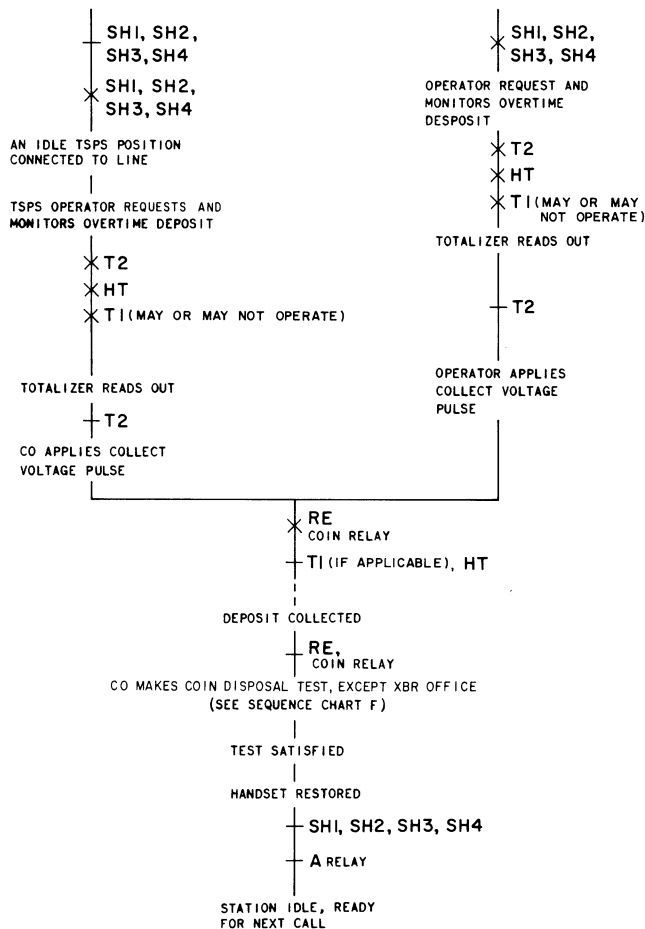 SH1, SH2,
SH3, SH4
SH1, SH2,
SH3, SH4
AN IDLE TSPS POSITION
CONNECTED TO LINE
TSPS OPERATOR REQUESTS AND
MONITORS OVERTIME DEPOSIT
T2
HT
T1 (MAY OR MAY NOT OPERATE)
TOTALIZER READS OUT
T2
CO APPLIES COLLECT
VOLTAGE PULSE
SH1, SH2,
SH3, SH4
OPERATOR REQUEST AND
MONITORS OVERTIME
DESPOSIT
T2
HT
T1 (MAY OR MAY
NOT OPERATE)
TOTALIZER READS OUT
T2
OPERATOR APPLIES
COLLECT VOLTAGE
PULSE
RE
COIN RELAY
T1 (IF APPLICABLE), HT
DEPOSIT COLLECTED
RE,
COIN RELAY
CO MAKES COIN DISPOSAL TEST, EXCEPT XBR OFFICE
(SEE SEQUENCE CHART F)
TEST SATISFIED
HANDSET RESTORED
SH1, SH2, SH3, SH4
A RELAY
STATION IDLE, READY
FOR NEXT CALL